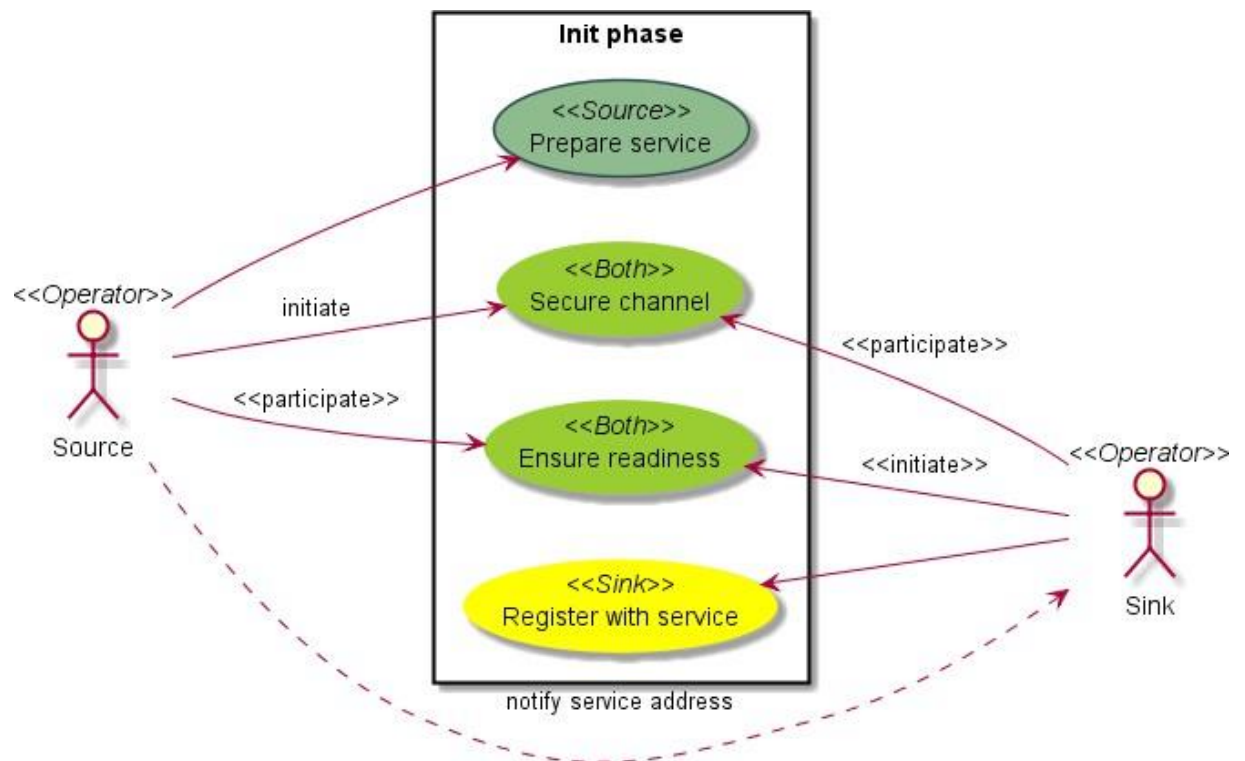 Init phase
<<Source>>
Prepare service
<<Operator>>
Source
initiate
<<Both>>
Secure channel
<<participate>>
<<participate>>
<<Both>>
Ensure readiness
<<initiate>>
<<Operator>>
Sink
<<Sink>>
Register with service
notify service address